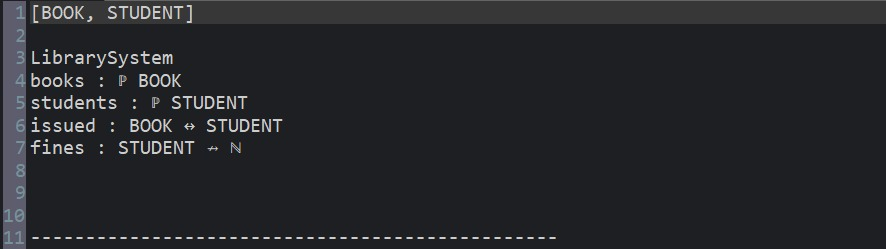 1 [BOOK, STUDENT]
2
3 LibrarySystem
4 books : ℙ BOOK
5 students : ℙ STUDENT
6 issued : BOOK ↔ STUDENT
7 fines : STUDENT ⇸ ℕ
8
9
10
11 ------------------------------------------------